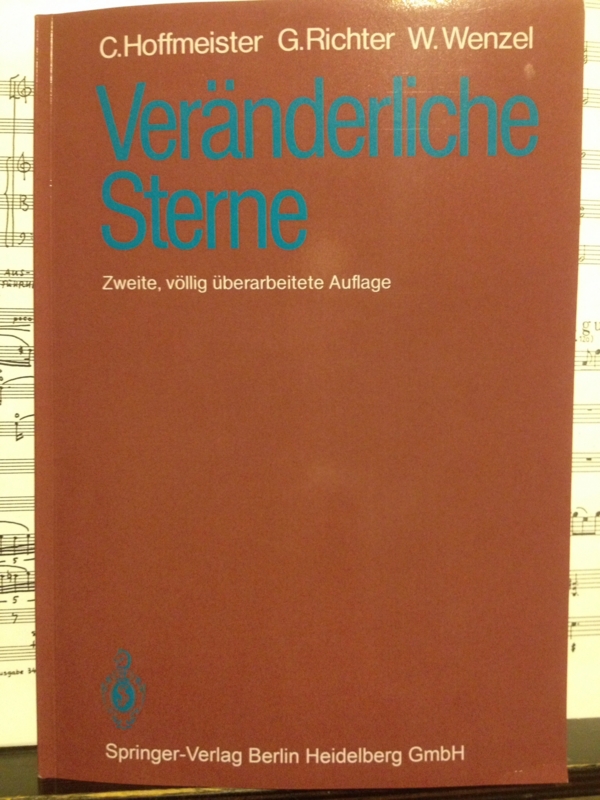 C.Hoffmeister G.Richter W.Wenzel
Veränderliche
Sterne
Zweite, völlig überarbeitete Auflage
Springer-Verlag Berlin Heidelberg GmbH